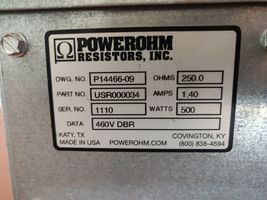 Ω POWEROHM
RESISTORS, INC.
DWG. NO. P14466-09 OHMS 250.0
PART NO USR000034 AMPS 1.40
SER. NO. 1110 WATTS 500
DATA 460V DBR
KATY, TX COVINGTON, KY
MADE IN USA POWEROHM.COM (800) 838-4694